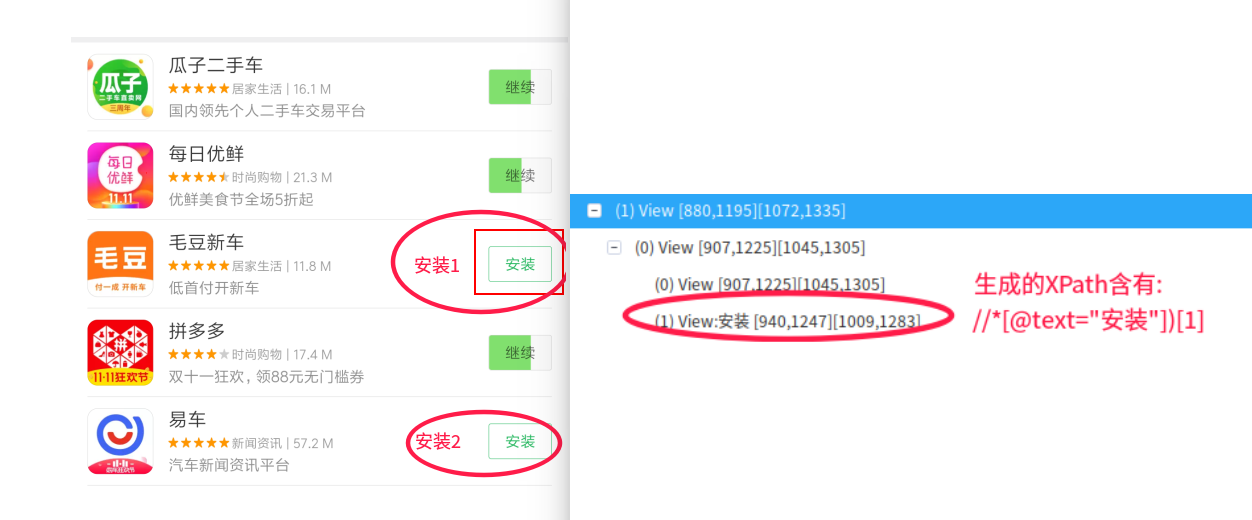 瓜子
二手车直卖网
三周年
瓜子二手车
居家生活 | 16.1 M
国内领先个人二手车交易平台
继续
每日
优鲜
11.11
每日优鲜
时尚购物 | 21.3 M
优鲜美食节全场5折起
继续
毛豆
付一成 开新车
毛豆新车
居家生活 | 11.8 M
低首付开新车
安装1
安装
拼
11·11狂欢节
拼多多
时尚购物 | 17.4 M
双十一狂欢，领88元无门槛券
继续
易车
新闻资讯 | 57.2 M
汽车新闻资讯平台
安装2
安装
(1) View [880,1195][1072,1335]
(0) View [907,1225][1045,1305]
(0) View [907,1225][1045,1305]
(1) View:安装 [940,1247][1009,1283]
生成的XPath含有:
//*[@text="安装"])[1]